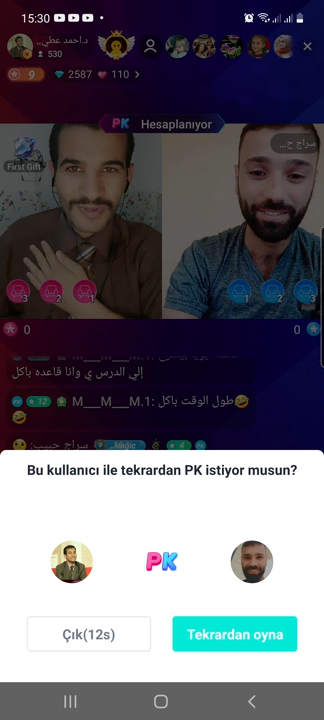 15:30
د.احمد عطي..
530
9
2587
110
PK Hesaplanıyor
سراج ح...
First Gift
3
2
1
1
2
3
0
0
إلي الدرس ي وانا قاعده باكل
12 M___M__M.1: طول الوقت باكل🤣
🤣
سراج حبيب: 4
Bu kullanıcı ile tekrardan PK istiyor musun?
PK
Çık(12s)
Tekrardan oyna